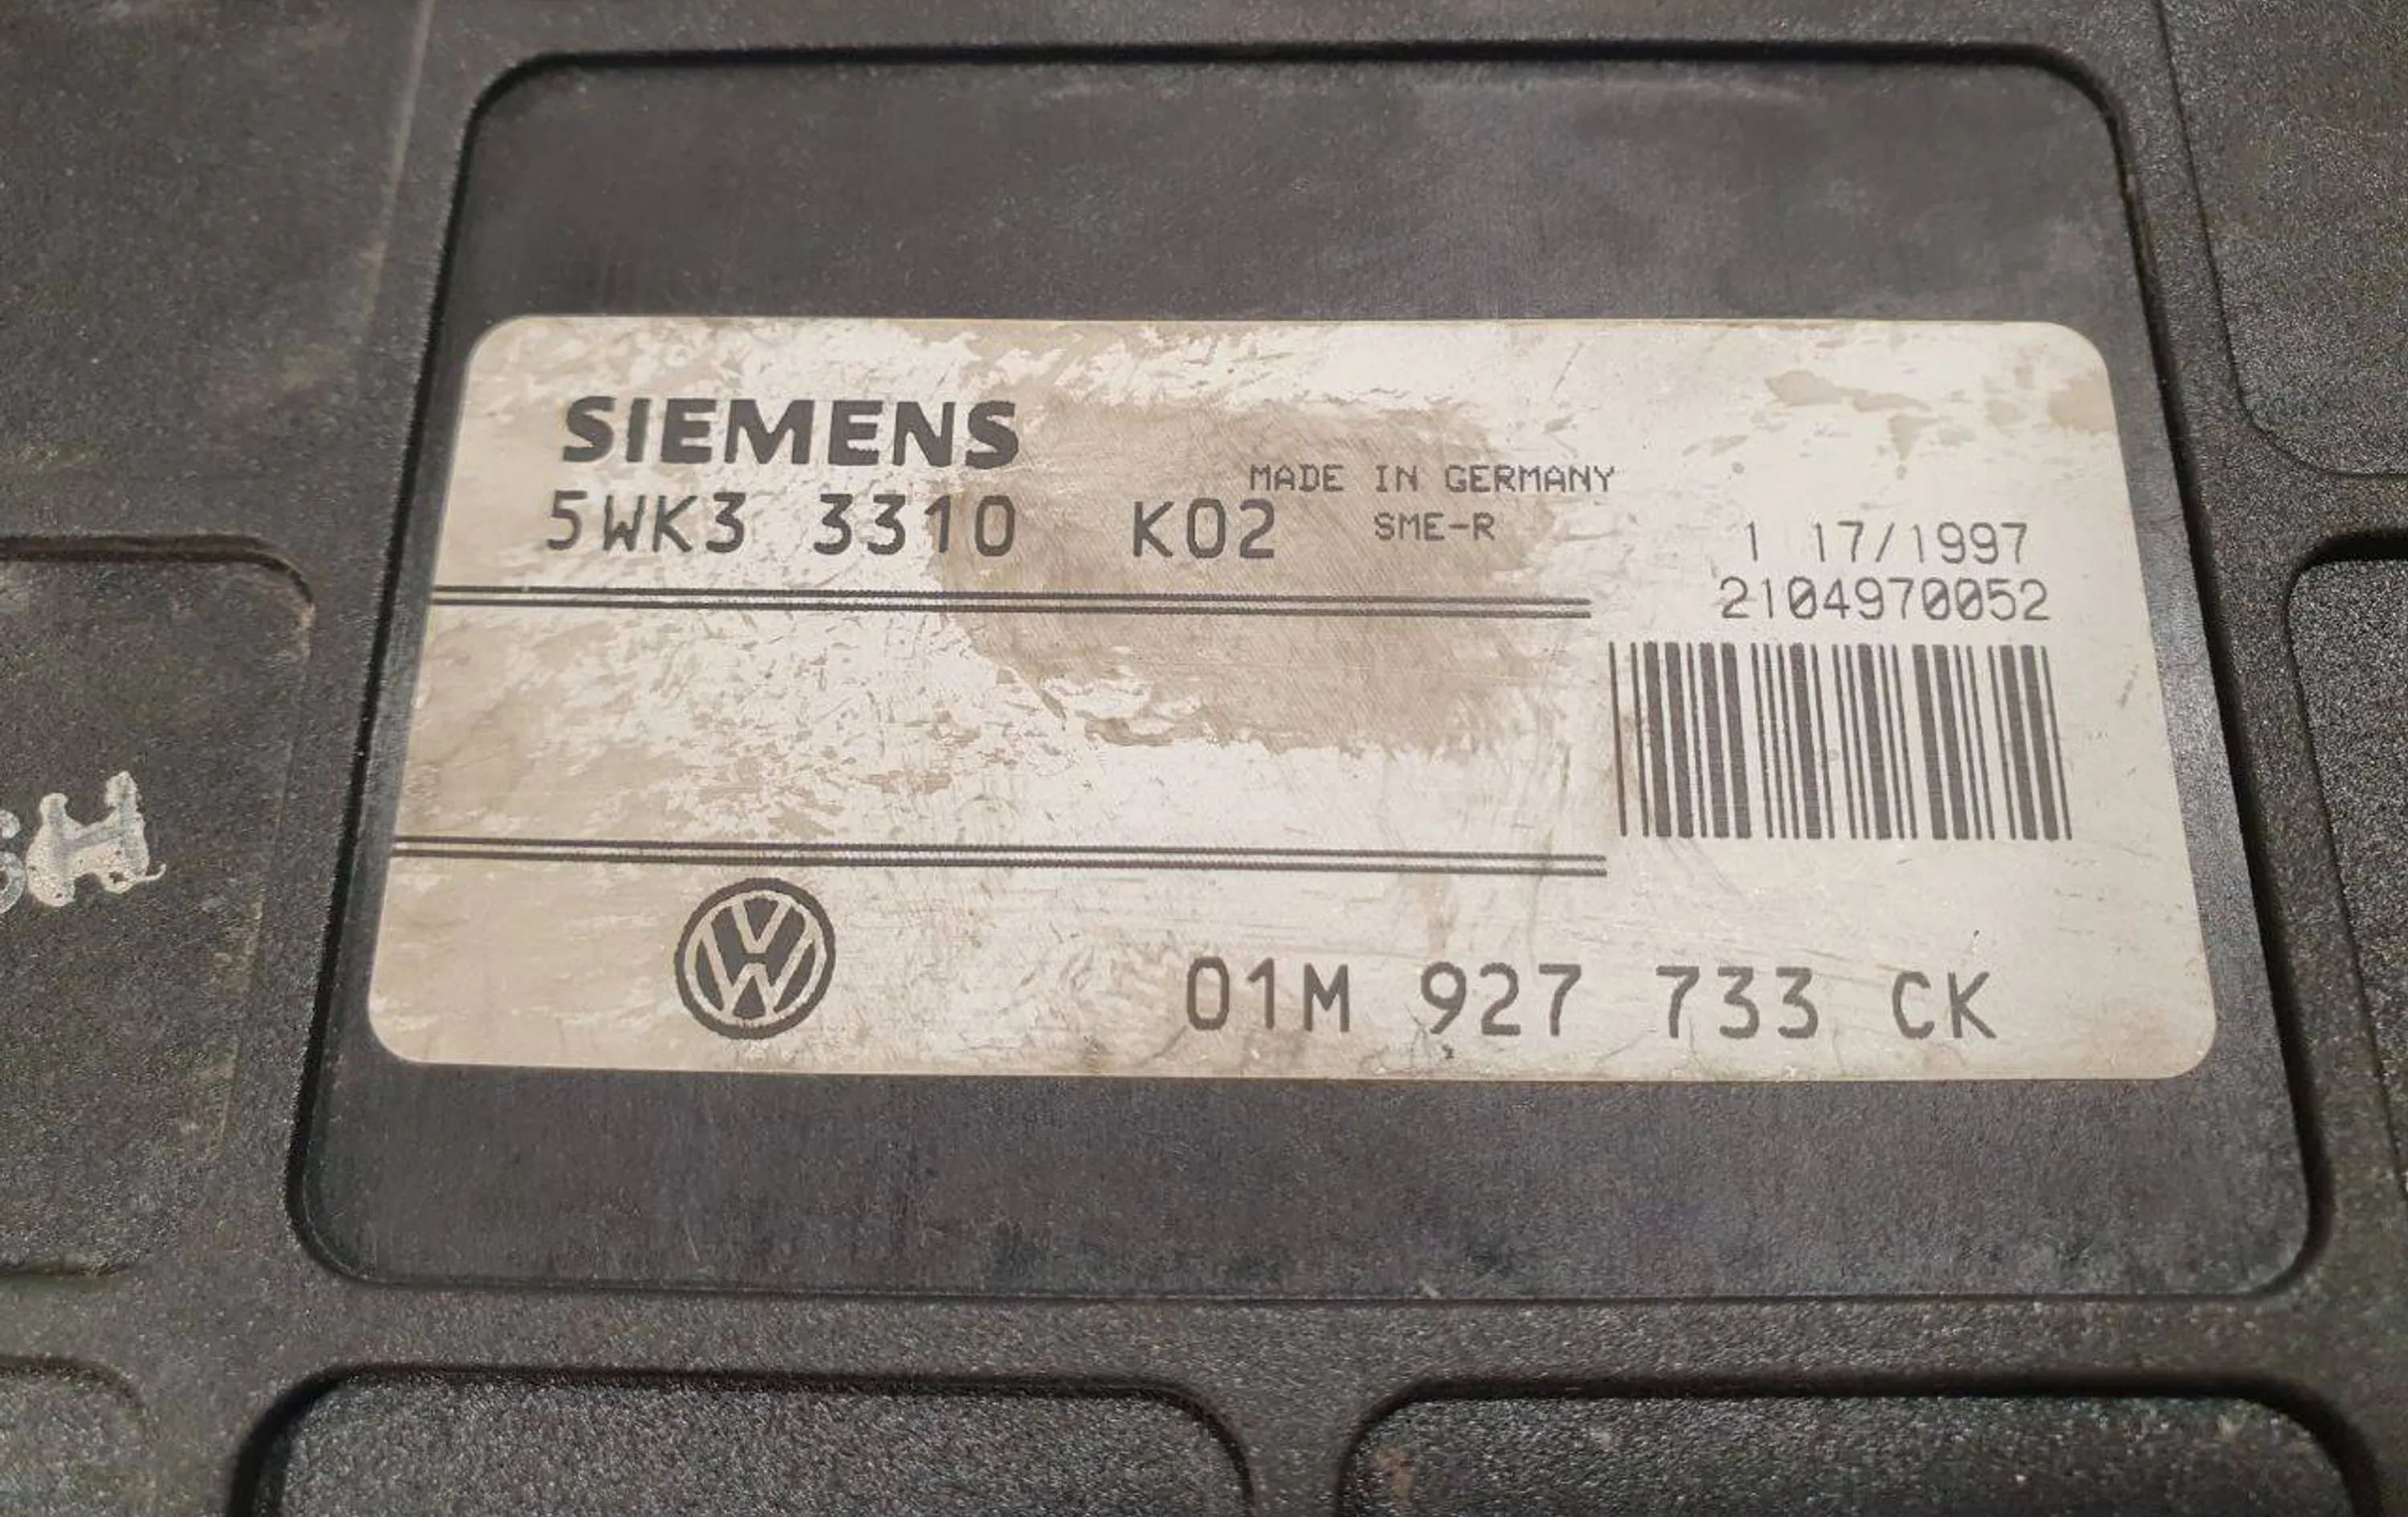 SIEMENS
MADE IN GERMANY
5WK3 3310 K02 SME-R
1 17/1997
2104970052
01M 927 733 CK